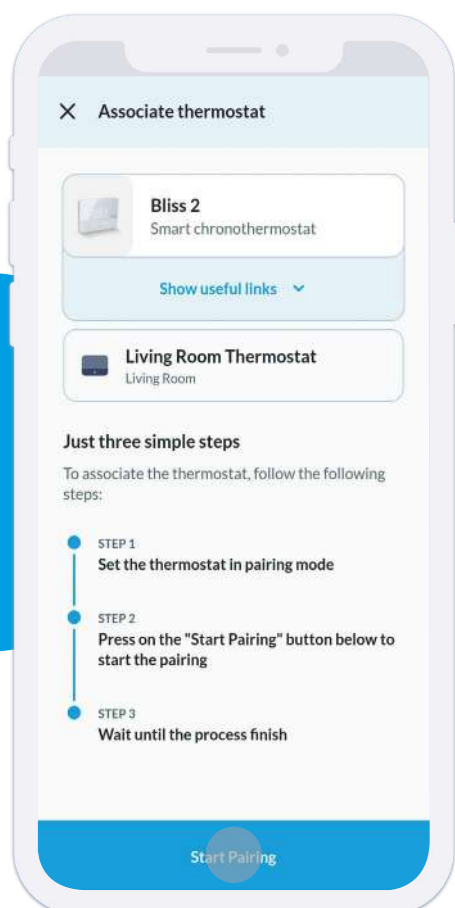 Associate thermostat
Bliss 2
Smart chronothermostat
Show useful links
Living Room Thermostat
Living Room
Just three simple steps
To associate the thermostat, follow the following
steps:
STEP 1
Set the thermostat in pairing mode
STEP 2
Press on the "Start Pairing" button below to
start the pairing
STEP 3
Wait until the process finish
Start Pairing